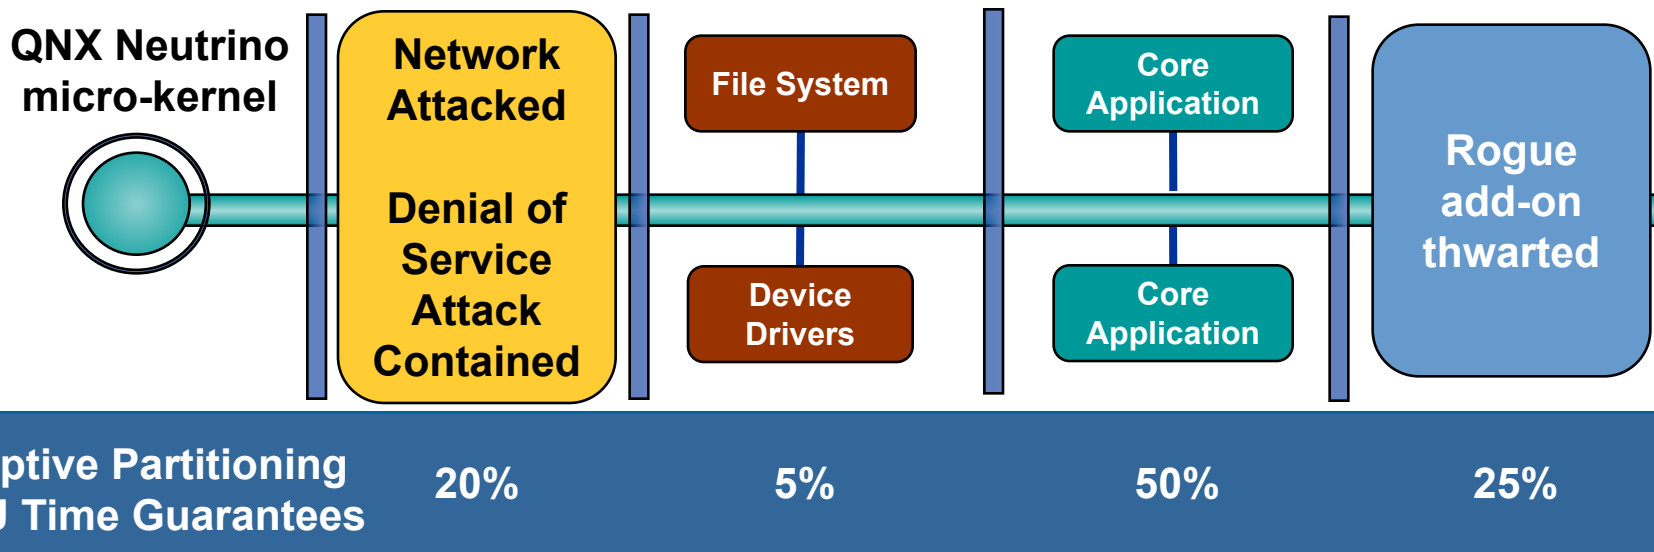 QNX Neutrino
micro-kernel
Network
Attacked
Denial of
Service
Attack
Contained
File System
Device
Drivers
Core
Application
Core
Application
Rogue
add-on
thwarted
Partitioning
Time Guarantees
20%
5%
50%
25%